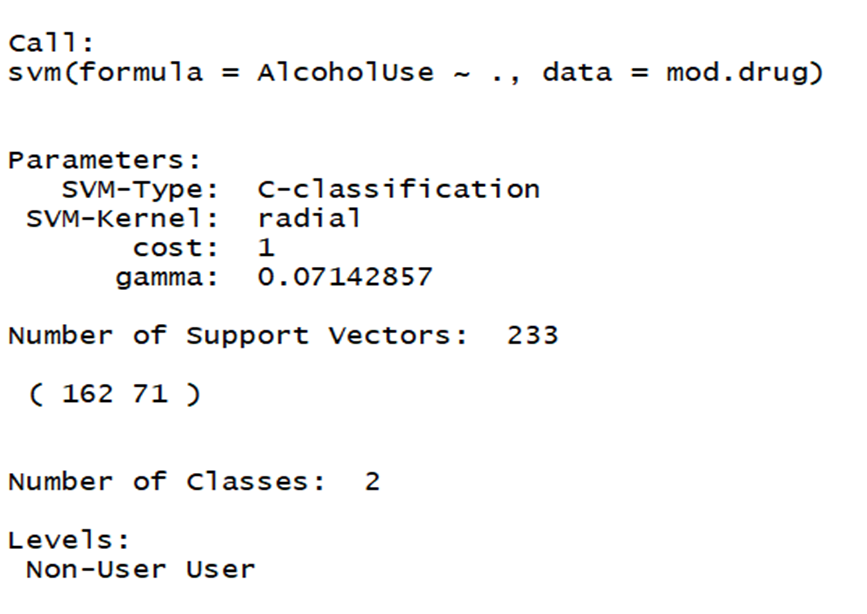 Call:
svm(formula = AlcoholUse ~ ., data = mod.drug)
Parameters:
SVM-Type: C-classification
SVM-Kernel: radial
cost: 1
gamma: 0.07142857
Number of Support Vectors: 233
( 162 71 )
Number of Classes: 2
Levels:
Non-User User